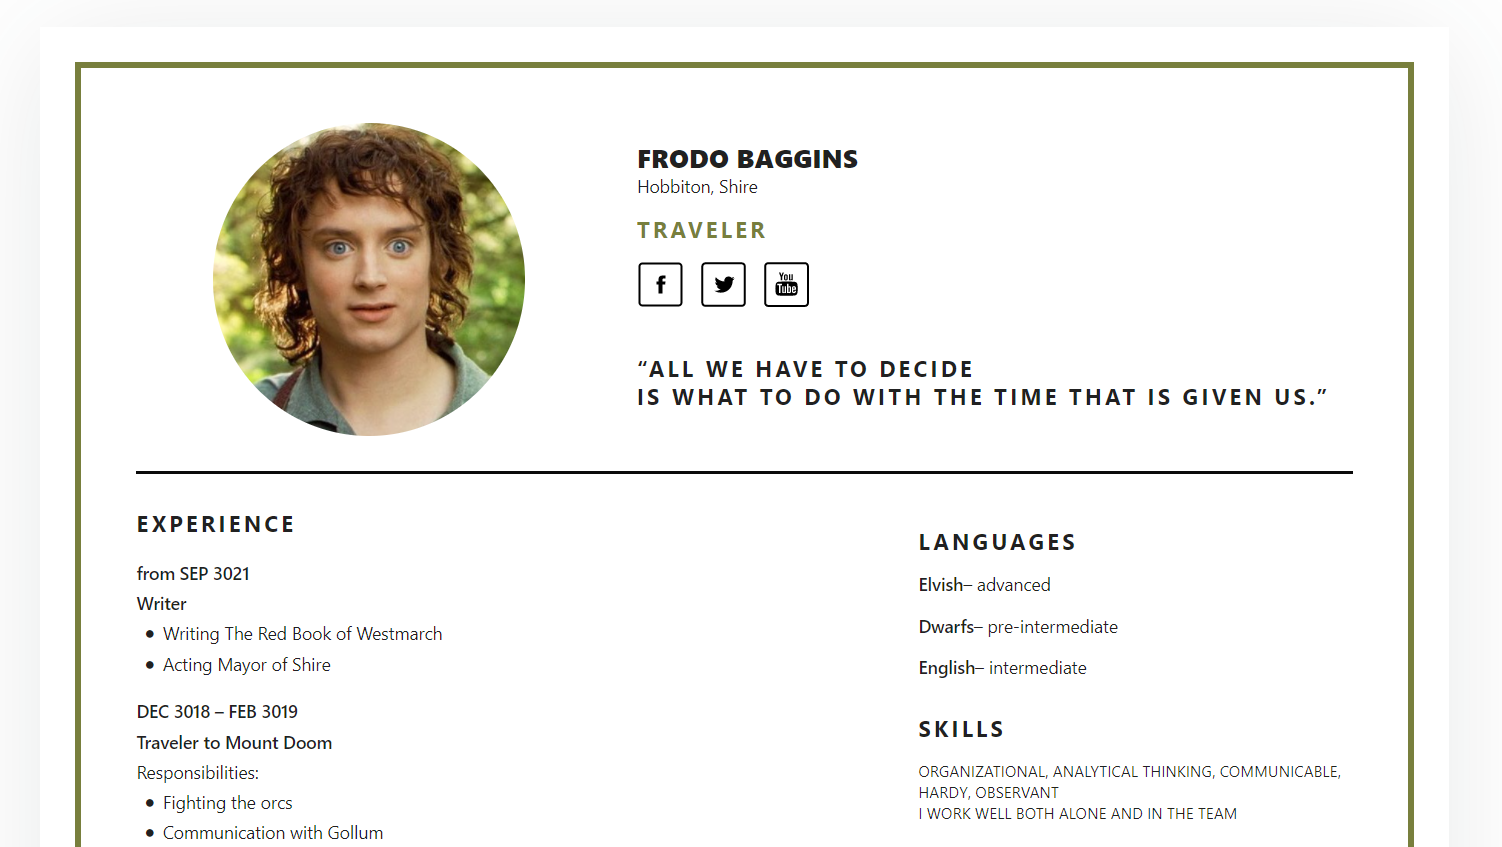 FRODO BAGGINS
Hobbiton, Shire
TRAVELER
f
You
Tube
“ALL WE HAVE TO DECIDE
IS WHAT TO DO WITH THE TIME THAT IS GIVEN US.”
EXPERIENCE
from SEP 3021
Writer
• Writing The Red Book of Westmarch
• Acting Mayor of Shire
DEC 3018 – FEB 3019
Traveler to Mount Doom
Responsibilities:
• Fighting the orcs
• Communication with Gollum
LANGUAGES
Elvish– advanced
Dwarfs– pre-intermediate
English– intermediate
SKILLS
ORGANIZATIONAL, ANALYTICAL THINKING, COMMUNICABLE,
HARDY, OBSERVANT
I WORK WELL BOTH ALONE AND IN THE TEAM